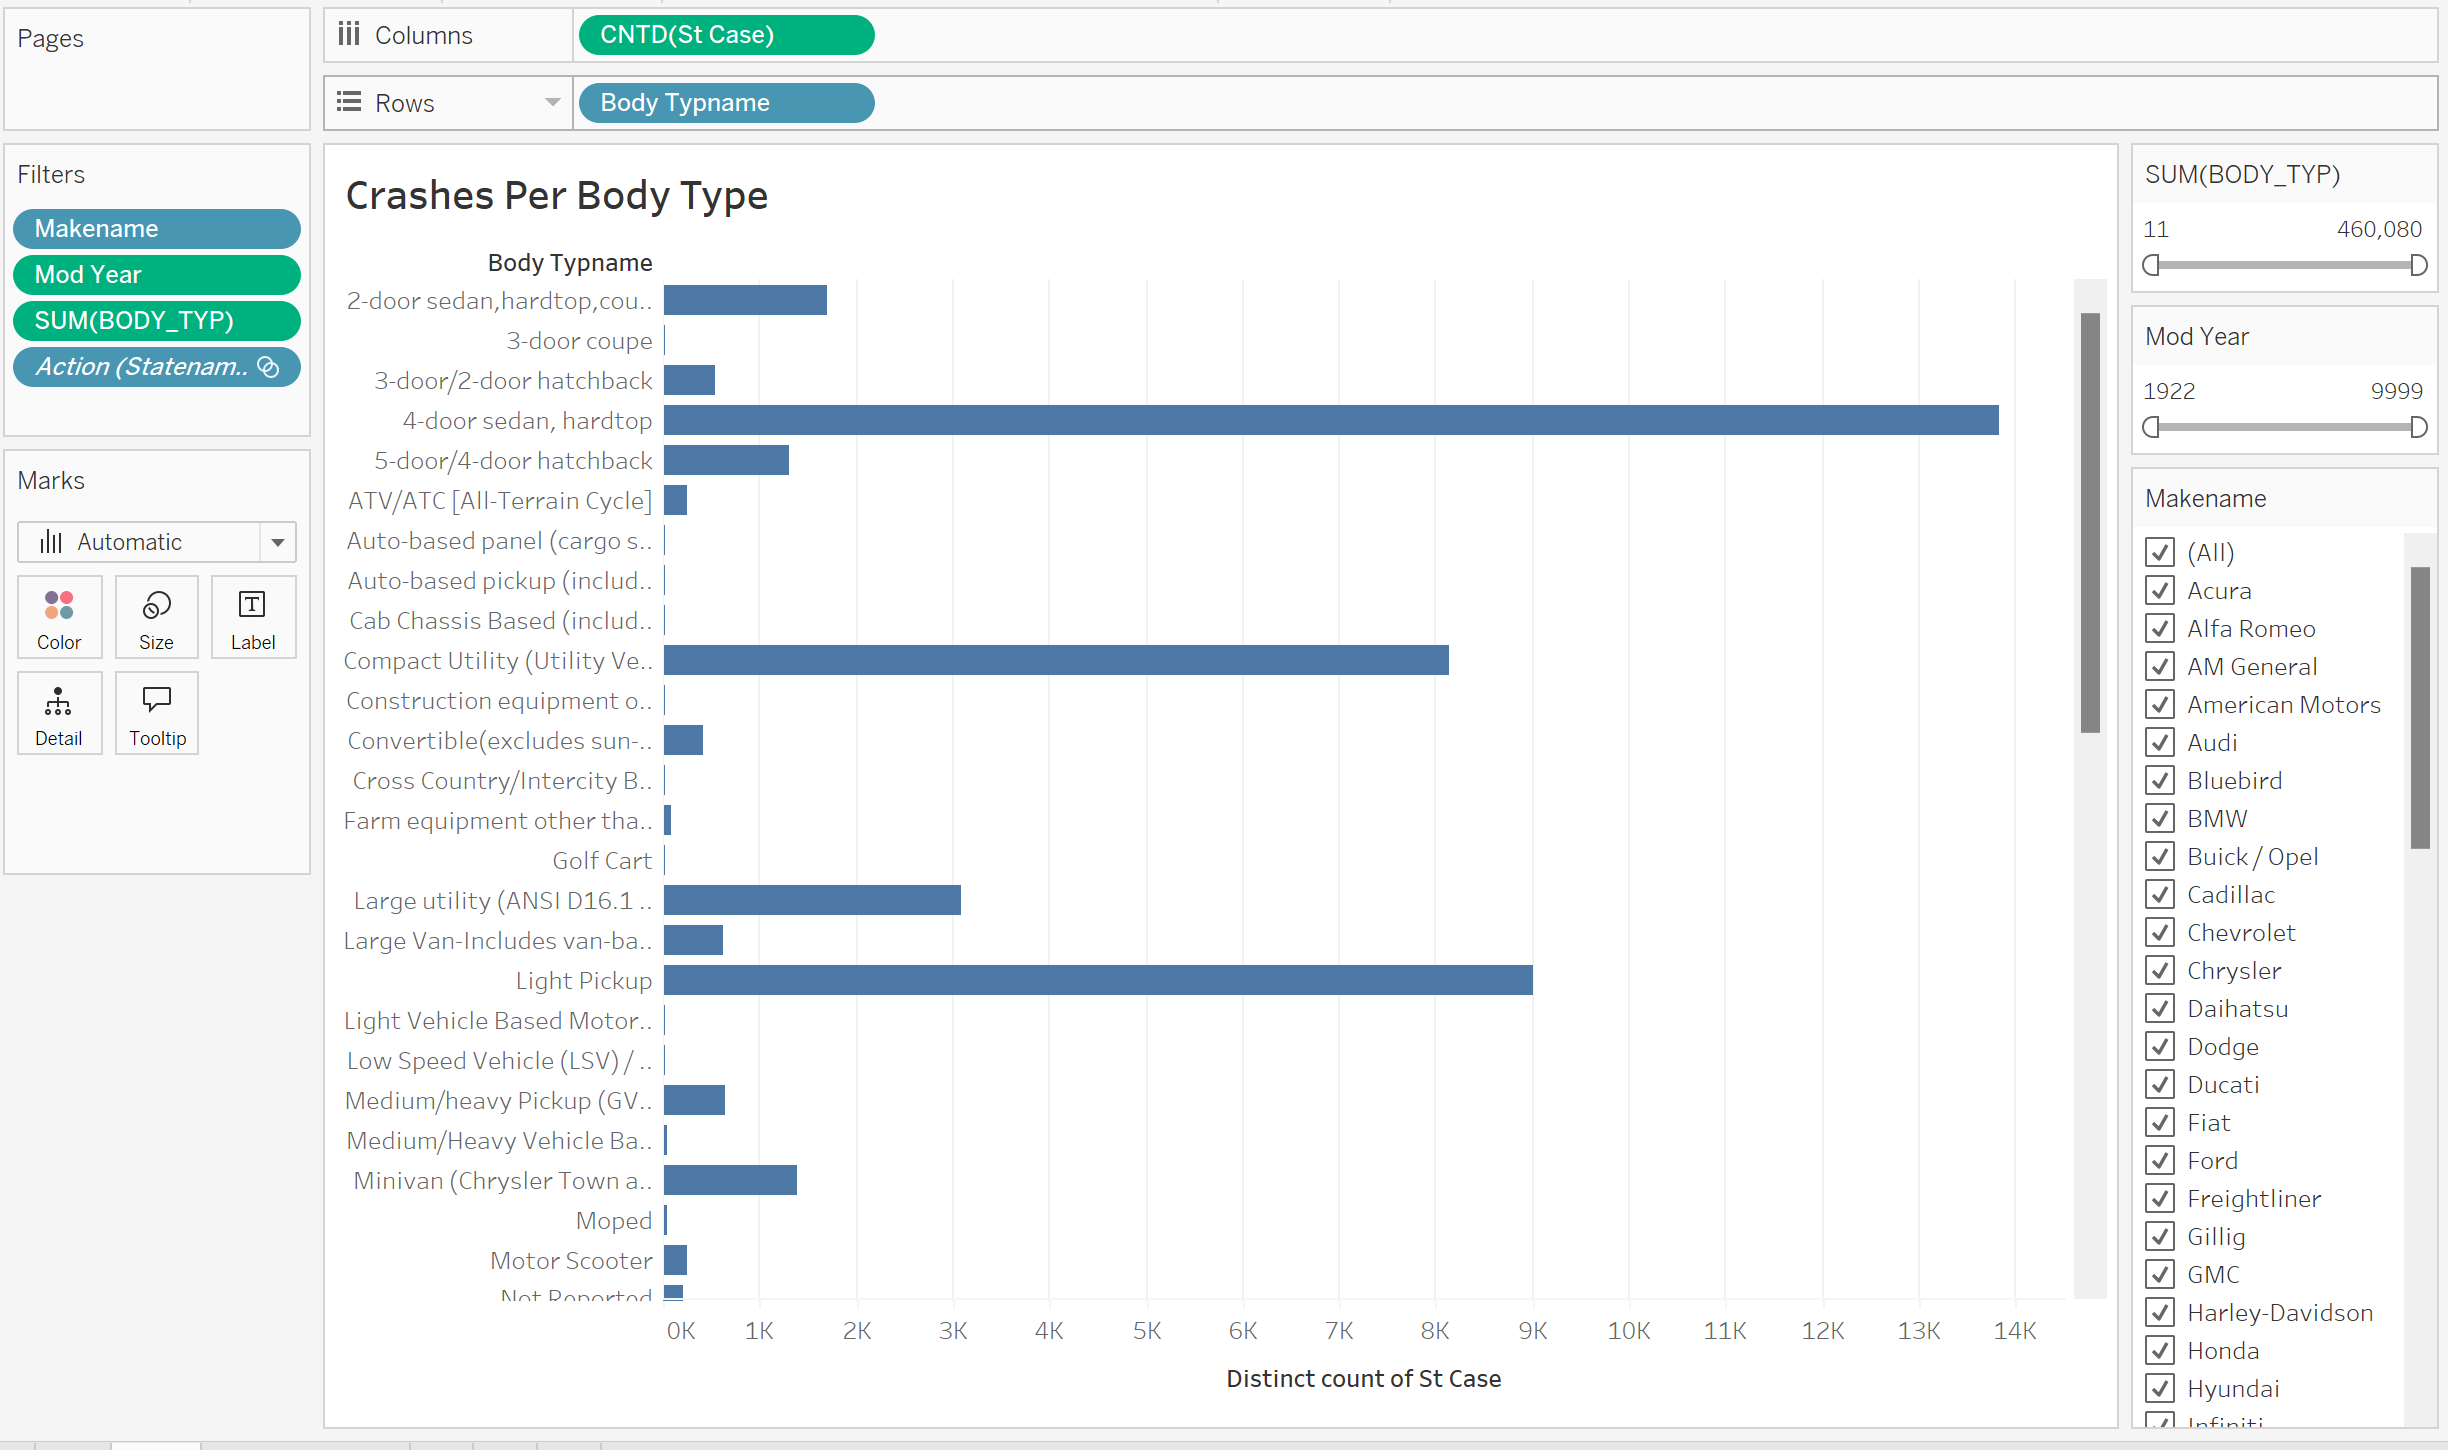 Pages
Columns
CNTD(St Case)
Rows
Body Typname
Filters
Makename
Mod Year
SUM(BODY_TYP)
Action (Statenam..
Marks
Automatic
Color
Size
Label
Detail
Tooltip
Crashes Per Body Type
Body Typname
2-door sedan,hardtop,cou..
3-door coupe
3-door/2-door hatchback
4-door sedan, hardtop
5-door/4-door hatchback
ATV/ATC [All-Terrain Cycle]
Auto-based panel (cargo s..
Auto-based pickup (includ..
Cab Chassis Based (includ..
Compact Utility (Utility Ve..
Construction equipment o..
Convertible(excludes sun-..
Cross Country/Intercity B..
Farm equipment other tha..
Golf Cart
Large utility (ANSI D16.1 ..
Large Van-Includes van-ba..
Light Pickup
Light Vehicle Based Motor..
Low Speed Vehicle (LSV) / ..
Medium/heavy Pickup (GV..
Medium/Heavy Vehicle Ba..
Minivan (Chrysler Town a..
Moped
Motor Scooter
Not Reported
0K 1K 2K 3K 4K 5K 6K 7K 8K 9K 10K 11K 12K 13K 14K
Distinct count of St Case
SUM(BODY_TYP)
11 460,080
Mod Year
1922 9999
Makename
(All)
Acura
Alfa Romeo
AM General
American Motors
Audi
Bluebird
BMW
Buick / Opel
Cadillac
Chevrolet
Chrysler
Daihatsu
Dodge
Ducati
Fiat
Ford
Freightliner
Gillig
GMC
Harley-Davidson
Honda
Hyundai
Infiniti